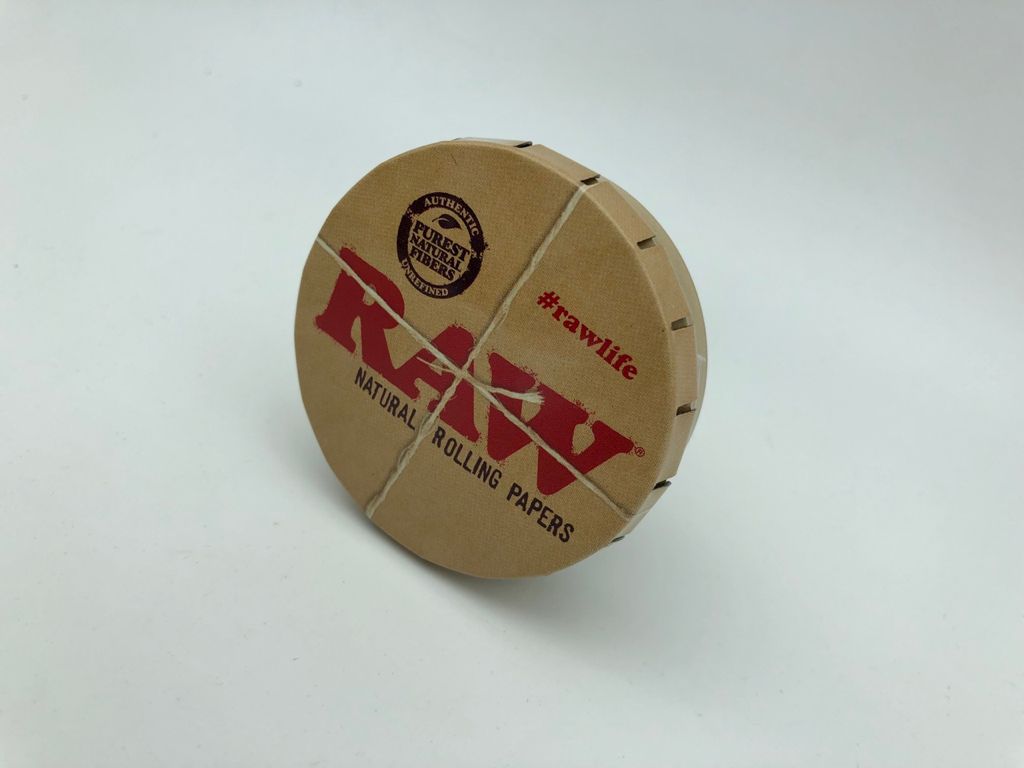 AUTHENTIC
PUREST
NATURAL
FIBERS
UNREFINED
#rawlife
RAW®
NATURAL ROLLING PAPERS